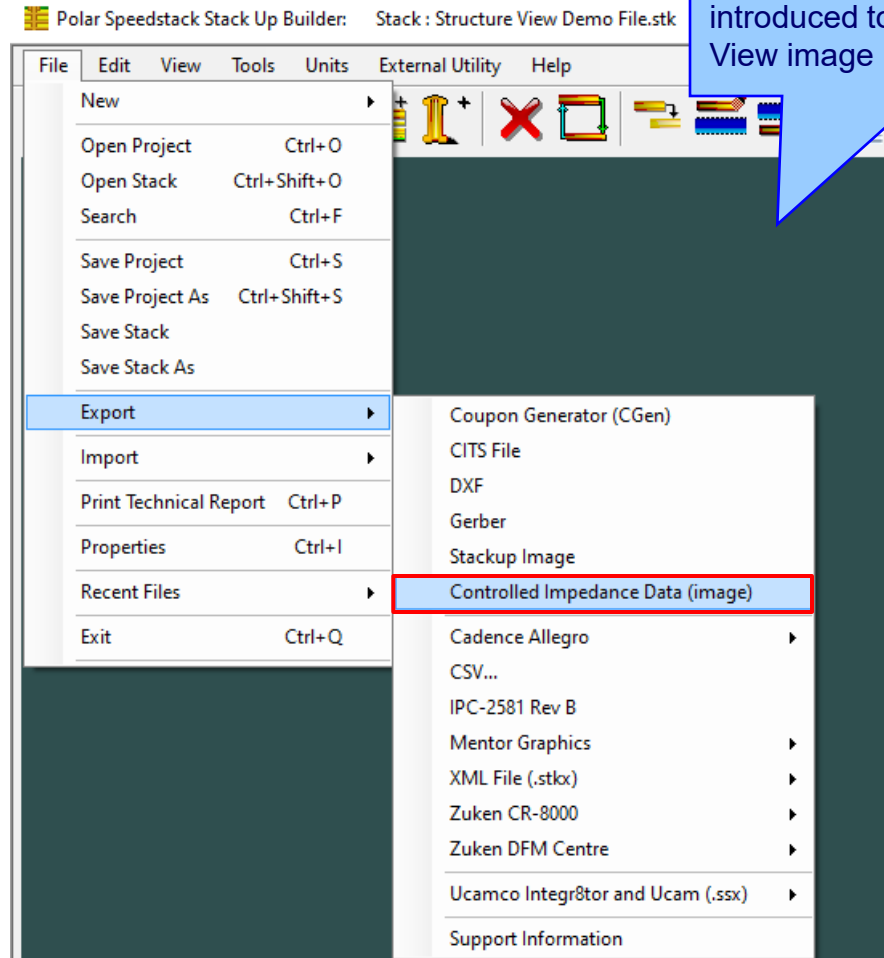 Polar Speedstack Stack Up Builder: Stack : Structure View Demo File.stk
introduced to
View image
File Edit View Tools Units External Utility Help
New
Open Project Ctrl+O
Open Stack Ctrl+Shift+O
Search Ctrl+F
Save Project Ctrl+S
Save Project As Ctrl+Shift+S
Save Stack
Save Stack As
Export
Import
Print Technical Report Ctrl+P
Properties Ctrl+I
Recent Files
Exit Ctrl+Q
Coupon Generator (CGen)
CITS File
DXF
Gerber
Stackup Image
Controlled Impedance Data (image)
Cadence Allegro
CSV...
IPC-2581 Rev B
Mentor Graphics
XML File (.stkx)
Zuken CR-8000
Zuken DFM Centre
Ucamco Integr8tor and Ucam (.ssx)
Support Information